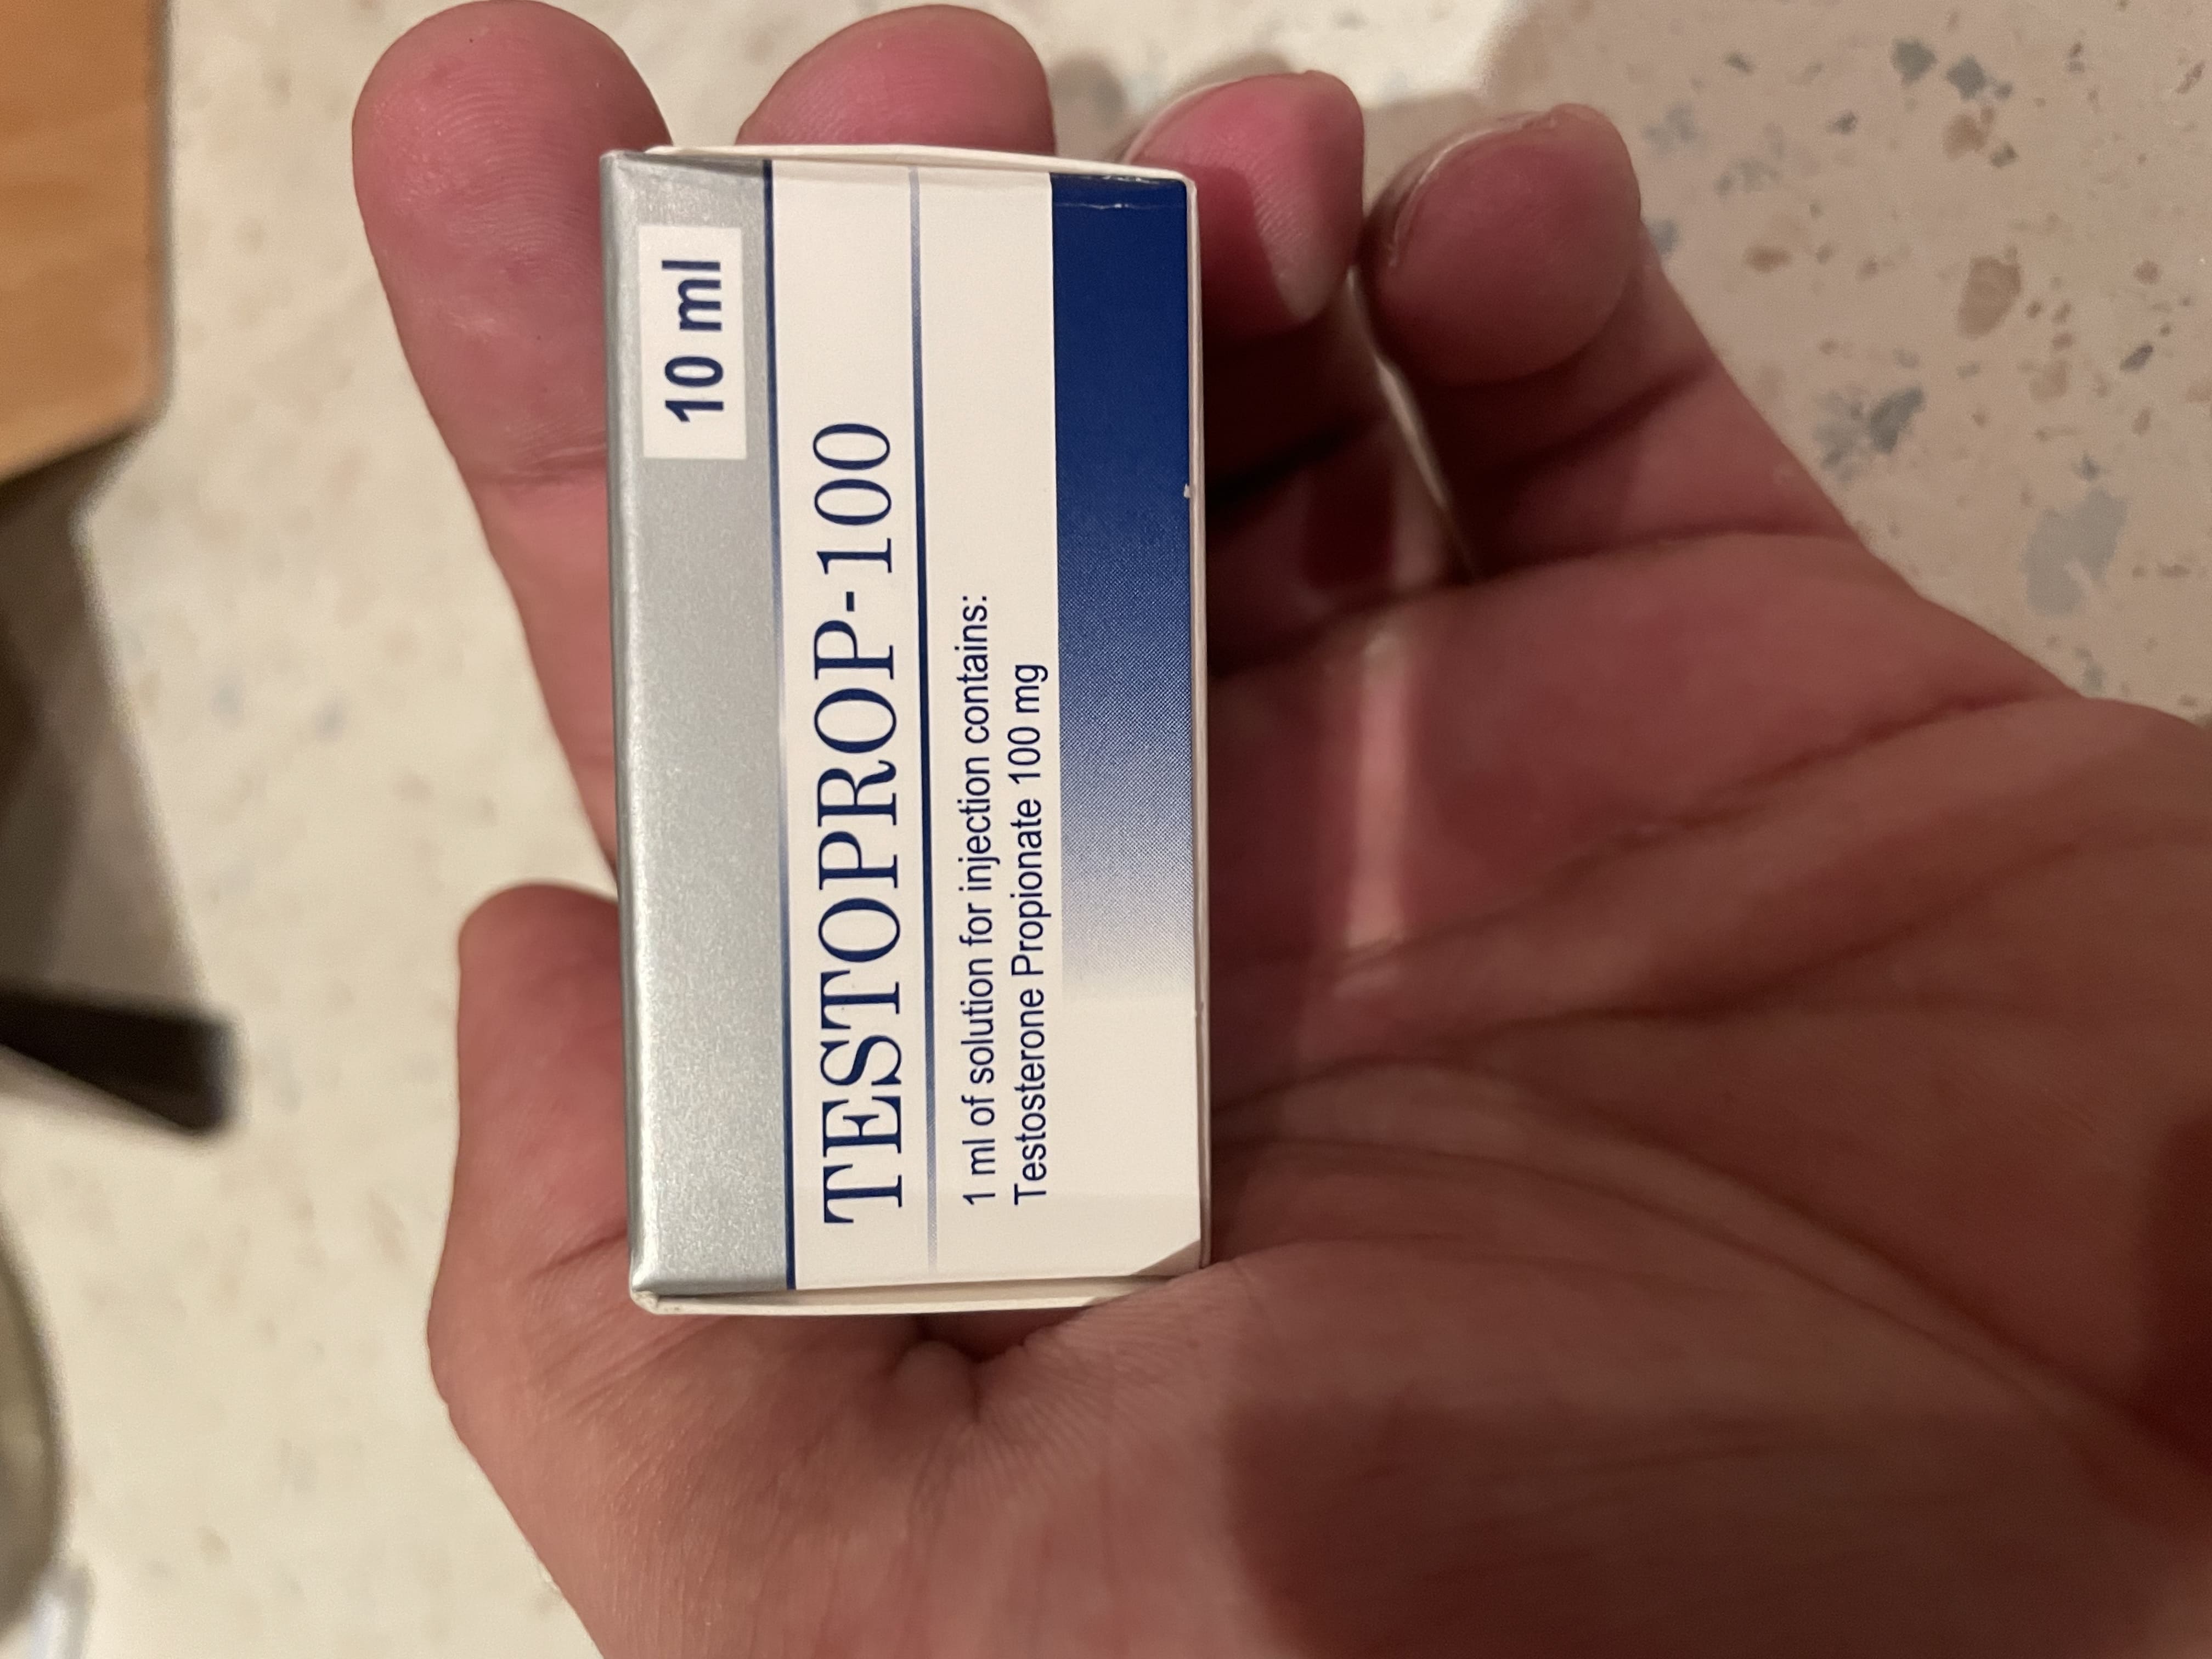 10 ml
TESTOPROP-100
1 ml of solution for injection contains:
Testosterone Propionate 100 mg